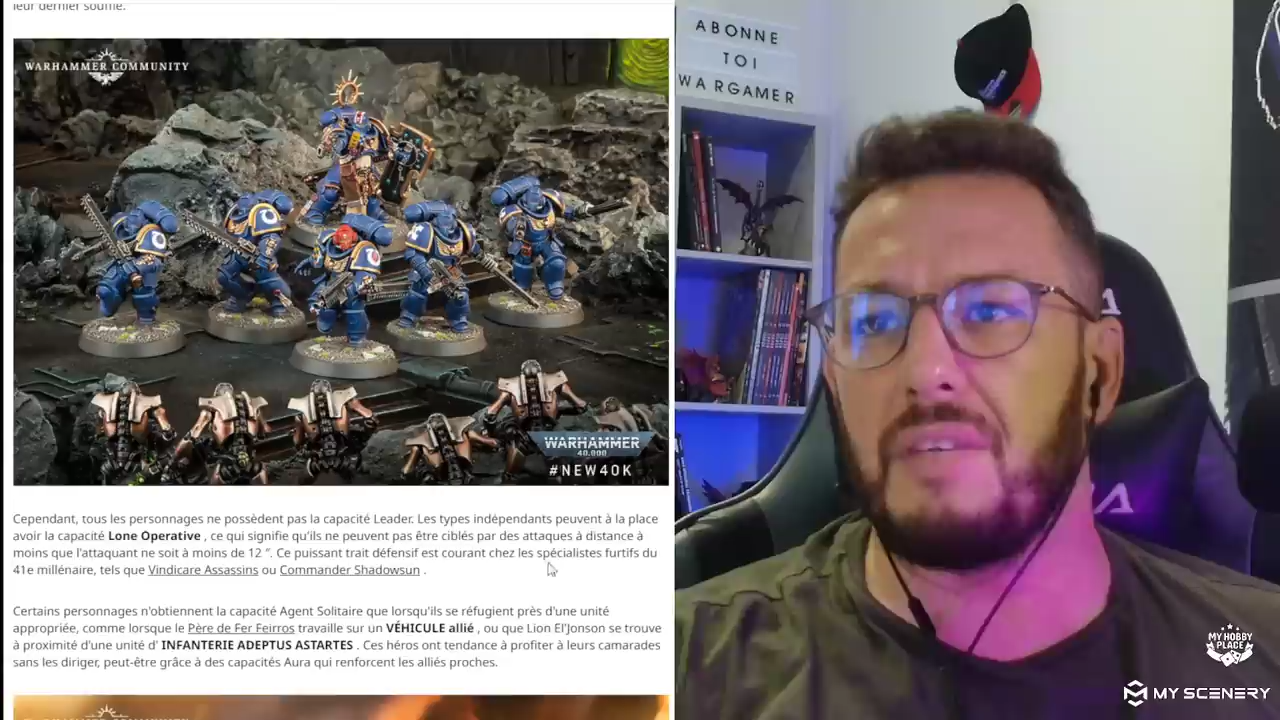 leur dernier souffle.
WARHAMMER COMMUNITY
WARHAMMER
40,000
#NEW40K
Cependant, tous les personnages ne possèdent pas la capacité Leader. Les types indépendants peuvent à la place
avoir la capacité Lone Operative , ce qui signifie qu'ils ne peuvent pas être ciblés par des attaques à distance à
moins que l'attaquant ne soit à moins de 12 ″. Ce puissant trait défensif est courant chez les spécialistes furtifs du
41e millénaire, tels que Vindicare Assassins ou Commander Shadowsun .
Certains personnages n'obtiennent la capacité Agent Solitaire que lorsqu'ils se réfugient près d'une unité
appropriée, comme lorsque le Père de Fer Feirros travaille sur un VÉHICULE allié , ou que Lion El'Jonson se trouve
à proximité d'une unité d' INFANTERIE ADEPTUS ASTARTES . Ces héros ont tendance à profiter à leurs camarades
sans les diriger, peut-être grâce à des capacités Aura qui renforcent les alliés proches.
ABONNE
TOI
WARGAMER
MY HOBBY
PLACE
MY SCENERY